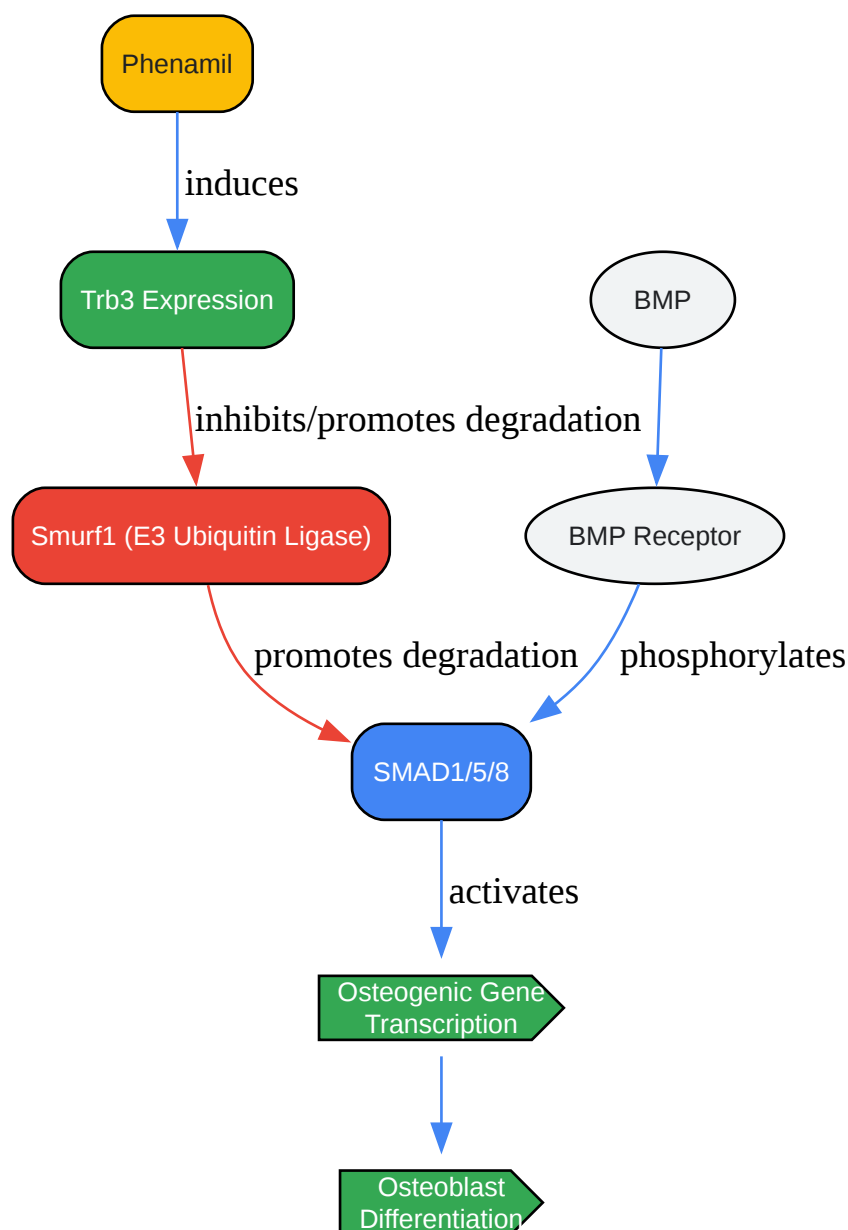 Phenamil
induces
Trb3 Expression
BMP
inhibits/promotes degradation
Smurf1 (E3 Ubiquitin Ligase)
BMP Receptor
promotes degradation
phosphorylates
SMAD1/5/8
activates
Osteogenic Gene
Transcription
Osteoblast
Differentiation